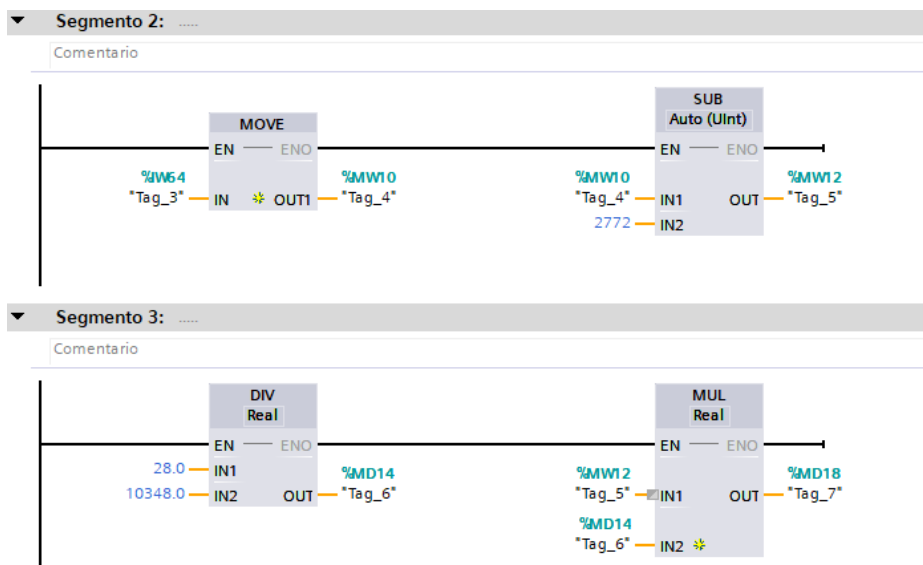 Segmento 2: .....
Comentario
MOVE
EN ENO
%IW64
"Tag_3" IN OUT1 %MW10 "Tag_4"
SUB
Auto (UInt)
EN ENO
%MW10
"Tag_4" IN1 OUT %MW12 "Tag_5"
2772 IN2
Segmento 3: .....
Comentario
DIV
Real
EN ENO
28.0 IN1
10348.0 IN2 OUT %MD14 "Tag_6"
MUL
Real
EN ENO
%MW12
"Tag_5" IN1 OUT %MD18 "Tag_7"
%MD14
"Tag_6" IN2